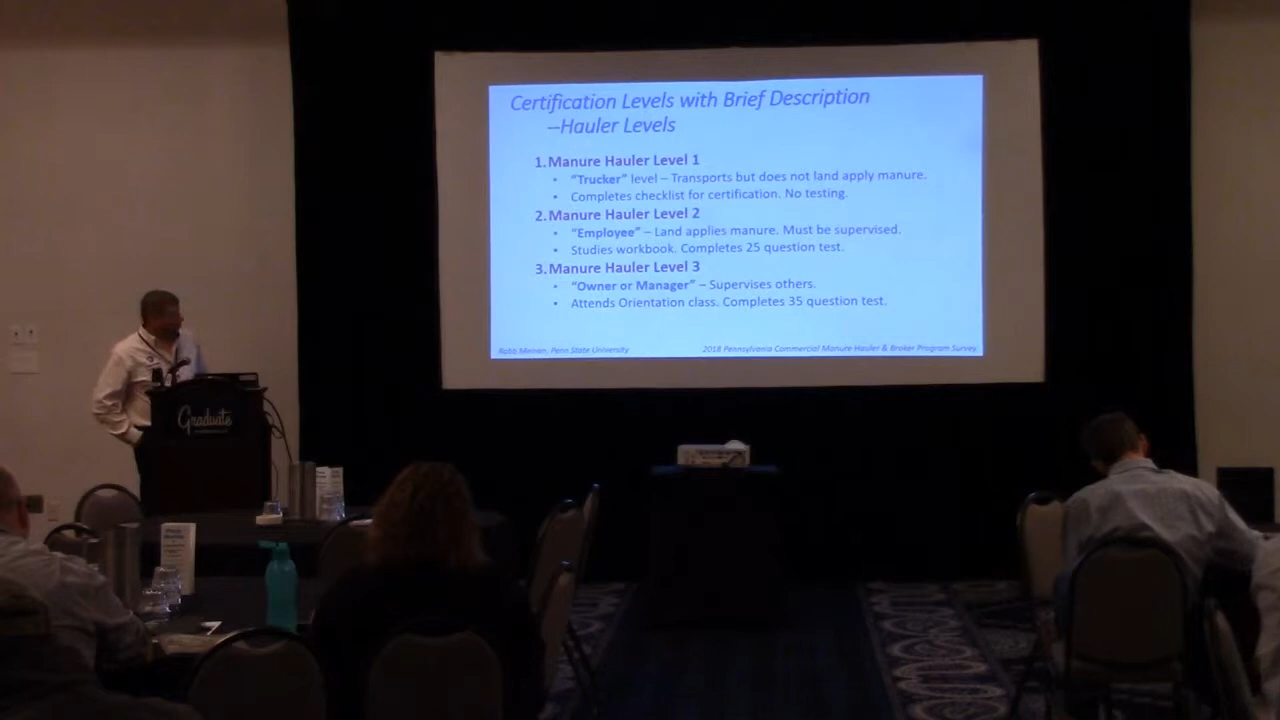 Certification Levels with Brief Description
–Hauler Levels
1. Manure Hauler Level 1
• “Trucker” level – Transports but does not land apply manure.
• Completes checklist for certification. No testing.
2. Manure Hauler Level 2
• “Employee” – Land applies manure. Must be supervised.
• Studies workbook. Completes 25 question test.
3. Manure Hauler Level 3
• “Owner or Manager” – Supervises others.
• Attends Orientation class. Completes 35 question test.
Robb Meinen, Penn State University
2018 Pennsylvania Commercial Manure Hauler & Broker Program Survey
Graduate